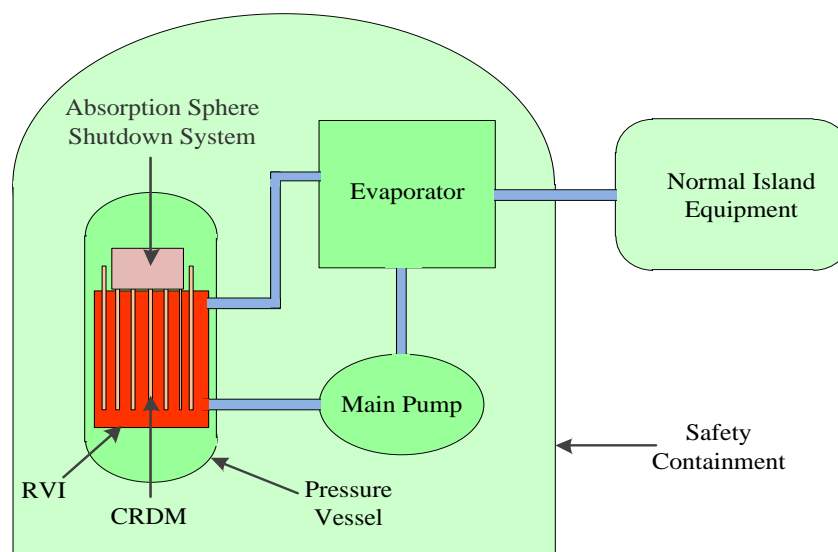 Absorption Sphere
Shutdown System
Evaporator
Normal Island
Equipment
Main Pump
Safety
Containment
RVI
CRDM
Pressure
Vessel